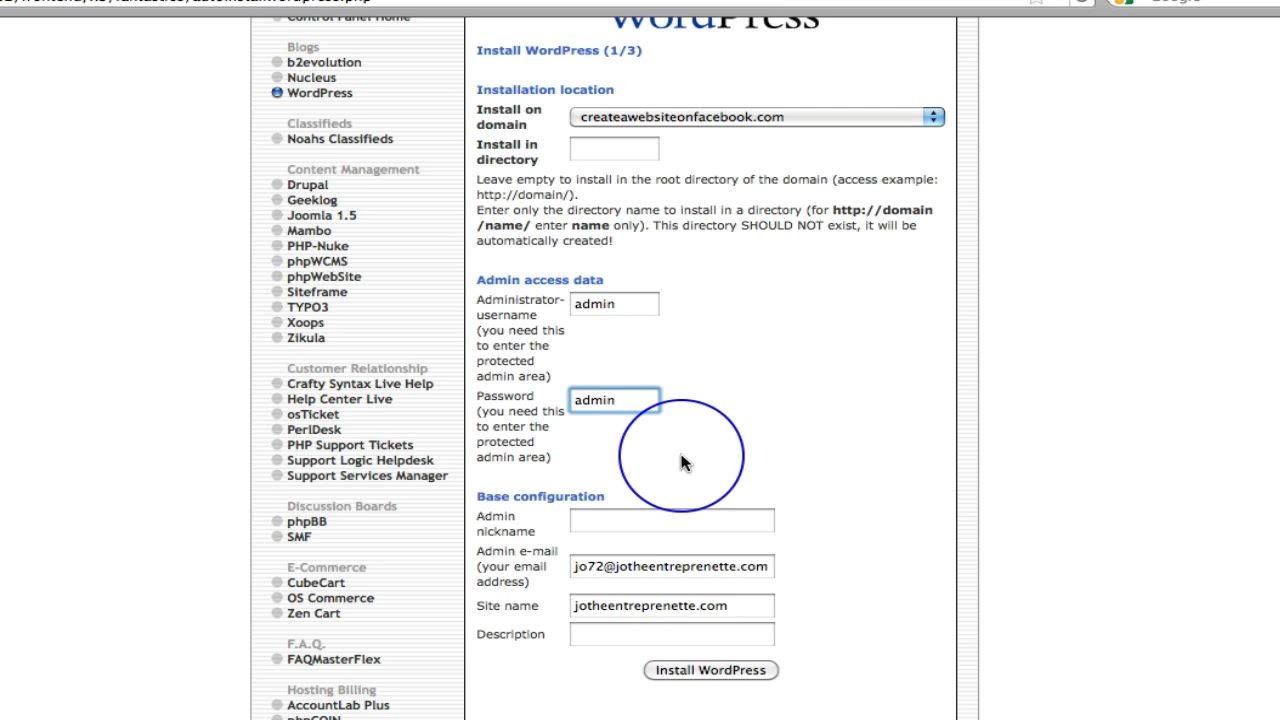 Control Panel Home
Blogs
b2evolution
Nucleus
WordPress
Classifieds
Noahs Classifieds
Content Management
Drupal
Geeklog
Joomla 1.5
Mambo
PHP-Nuke
phpWCMS
phpWebSite
Siteframe
TYPO3
Xoops
Zikula
Customer Relationship
Crafty Syntax Live Help
Help Center Live
osTicket
PerlDesk
PHP Support Tickets
Support Logic Helpdesk
Support Services Manager
Discussion Boards
phpBB
SMF
E-Commerce
CubeCart
OS Commerce
Zen Cart
F.A.Q.
FAQMasterFlex
Hosting Billing
AccountLab Plus
phpCOIN
WordPress
Install WordPress (1/3)
Installation location
Install on
domain
createawebsiteonfacebook.com
Install in
directory
Leave empty to install in the root directory of the domain (access example:
http://domain/).
Enter only the directory name to install in a directory (for http://domain
/name/ enter name only). This directory SHOULD NOT exist, it will be
automatically created!
Admin access data
Administrator-
username
(you need this
to enter the
protected
admin area)
admin
Password
(you need this
to enter the
protected
admin area)
admin
Base configuration
Admin
nickname
Admin e-mail
(your email
address)
jo72@jotheentreprenette.com
Site name
jotheentreprenette.com
Description
Install WordPress